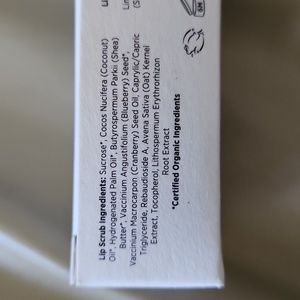 Lip Scrub Ingredients: Sucrose*, Cocos Nucifera (Coconut)
Oil*, Hydrogenated Palm Oil*, Butyrospermum Parkii (Shea)
Butter*, Vaccinium Angustifolium (Blueberry) Seed*,
Vaccinium Macrocarpon (Cranberry) Seed Oil, Caprylic/Capric
Triglyceride, Rebaudioside A, Avena Sativa (Oat) Kernel
Extract, Tocopherol, Lithospermum Erythrorhizon
Root Extract
*Certified Organic Ingredients